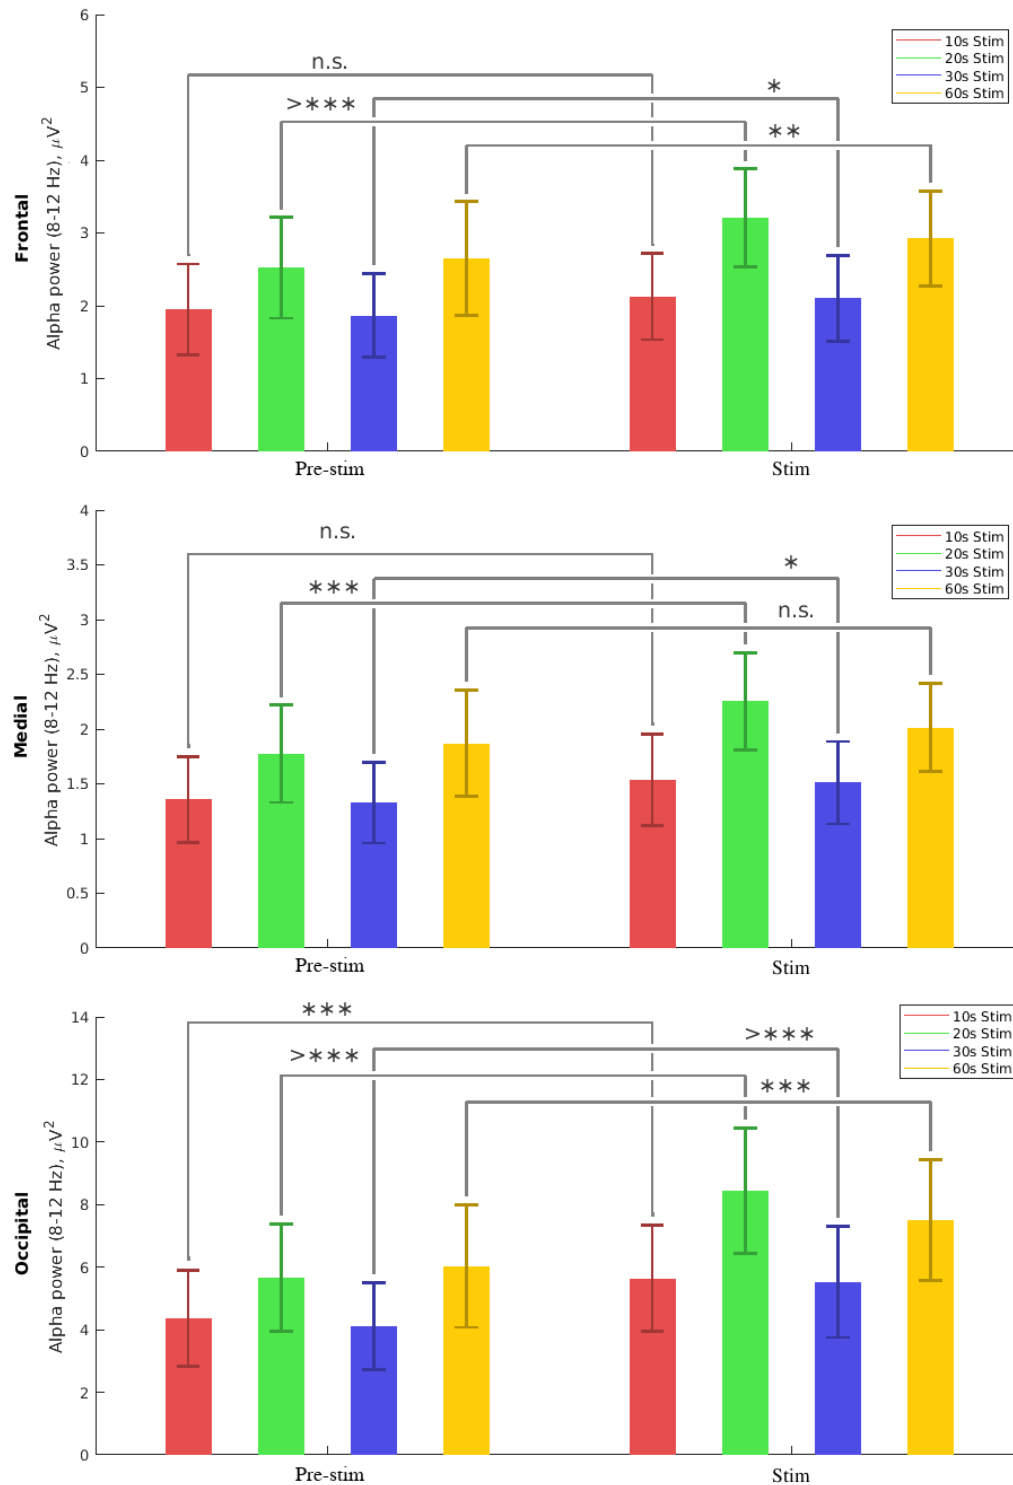 6
10s Stim
20s Stim
30s Stim
60s Stim
n.s.
5
*
>***
**
4
3
2
1
0
Frontal
Alpha power (8-12 Hz), μV²
Pre-stim
Stim
4
10s Stim
20s Stim
30s Stim
60s Stim
n.s.
3.5
*
***
n.s.
3
2.5
2
1.5
1
0.5
0
Medial
Alpha power (8-12 Hz), μV²
Pre-stim
Stim
14
10s Stim
20s Stim
30s Stim
60s Stim
***
>***
>***
***
12
10
8
6
4
2
0
Occipital
Alpha power (8-12 Hz), μV²
Pre-stim
Stim